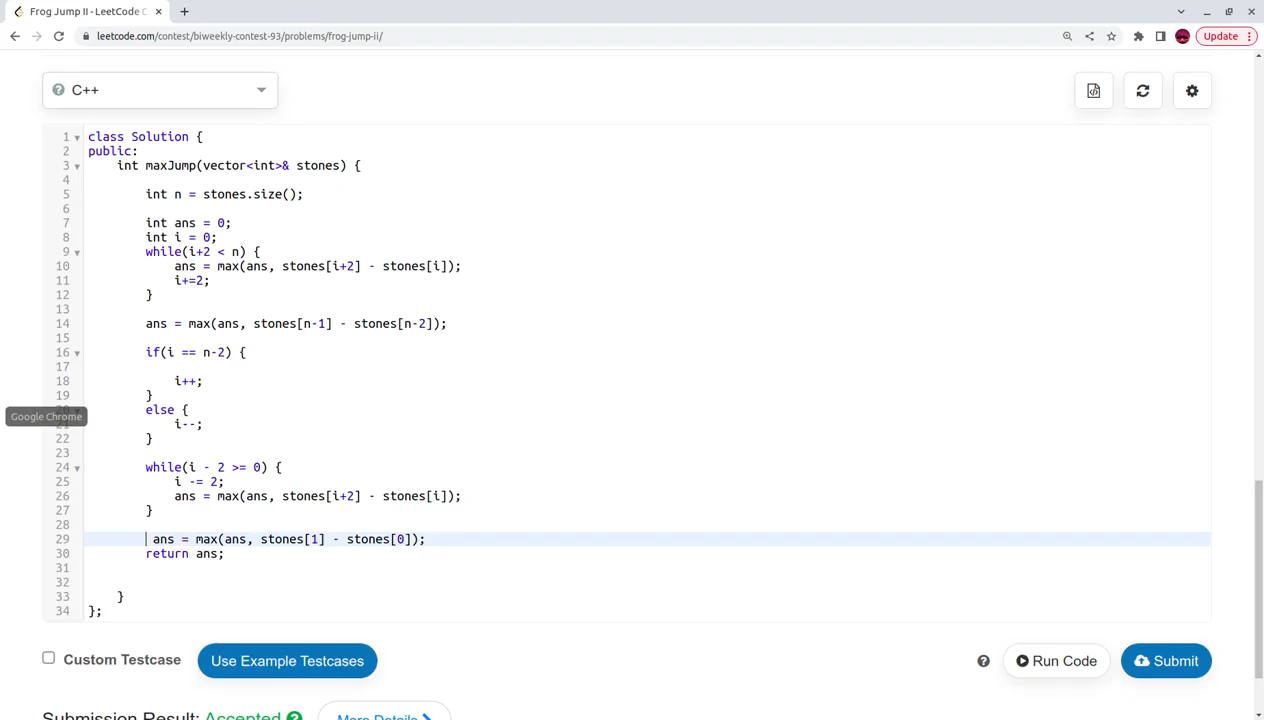 Frog Jump II - LeetCode C
leetcode.com/contest/biweekly-contest-93/problems/frog-jump-ii/
Update
C++
1 class Solution {
2 public:
3 int maxJump(vector<int>& stones) {
4
5 int n = stones.size();
6
7 int ans = 0;
8 int i = 0;
9 while(i+2 < n) {
10 ans = max(ans, stones[i+2] - stones[i]);
11 i+=2;
12 }
13
14 ans = max(ans, stones[n-1] - stones[n-2]);
15
16 if(i == n-2) {
17
18 i++;
19 }
else {
Google Chrome
i--;
22 }
23
24 while(i - 2 >= 0) {
25 i -= 2;
26 ans = max(ans, stones[i+2] - stones[i]);
27 }
28
29 ans = max(ans, stones[1] - stones[0]);
30 return ans;
31
32
33 }
34 };
Custom Testcase
Use Example Testcases
Run Code
Submit
Submission Result: Accepted
More Details